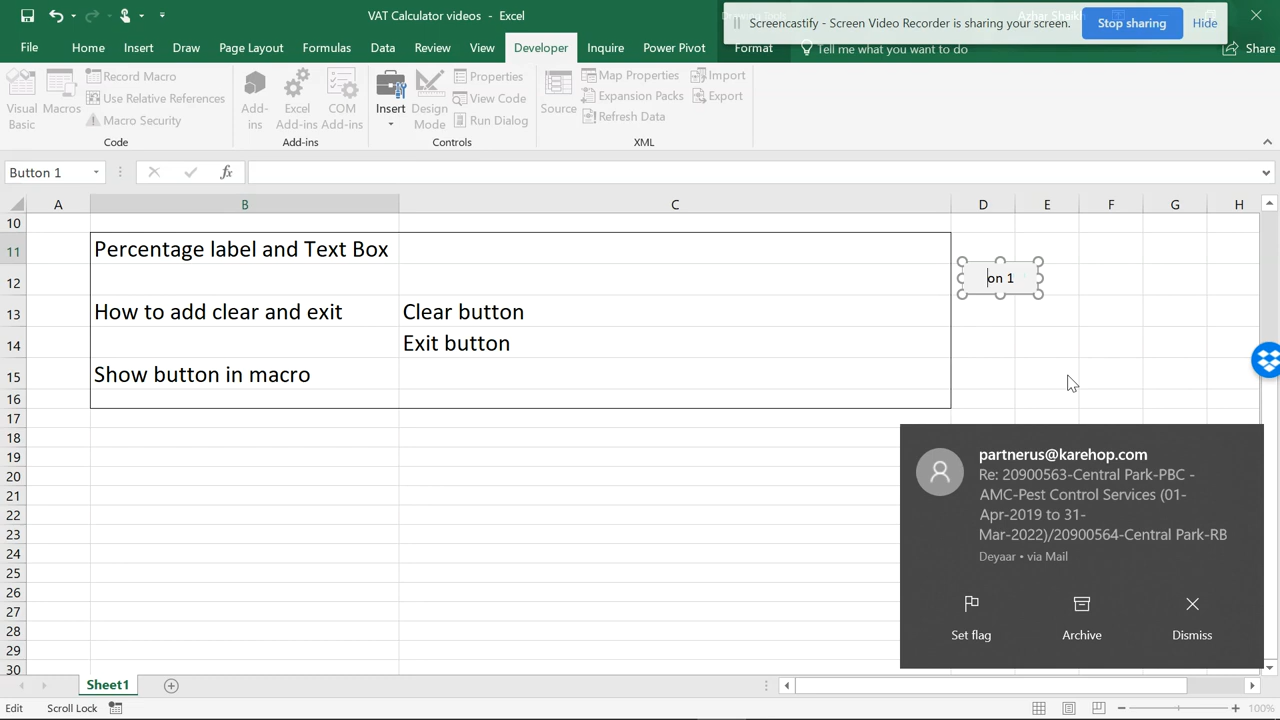 VAT Calculator videos - Excel
Screencastify - Screen Video Recorder is sharing your screen.
Stop sharing
Hide
File
Home
Insert
Draw
Page Layout
Formulas
Data
Review
View
Developer
Inquire
Power Pivot
Format
Tell me what you want to do
Share
Visual Basic
Macros
Record Macro
Use Relative References
Macro Security
Code
Add-ins
Excel Add-ins
COM Add-ins
Add-ins
Insert
Design Mode
Properties
View Code
Run Dialog
Controls
Source
Map Properties
Expansion Packs
Refresh Data
Import
Export
XML
Button 1
fx
A B C D E F G H
10
11 Percentage label and Text Box
12
on 1
13 How to add clear and exit Clear button
14 Exit button
15 Show button in macro
16
17
18
19
20
21
22
23
24
25
26
27
28
29
30
partnerus@karehop.com
Re: 20900563-Central Park-PBC -
AMC-Pest Control Services (01-
Apr-2019 to 31-
Mar-2022)/20900564-Central Park-RB
Deyaar • via Mail
Set flag
Archive
Dismiss
Sheet1
Edit
Scroll Lock
100%